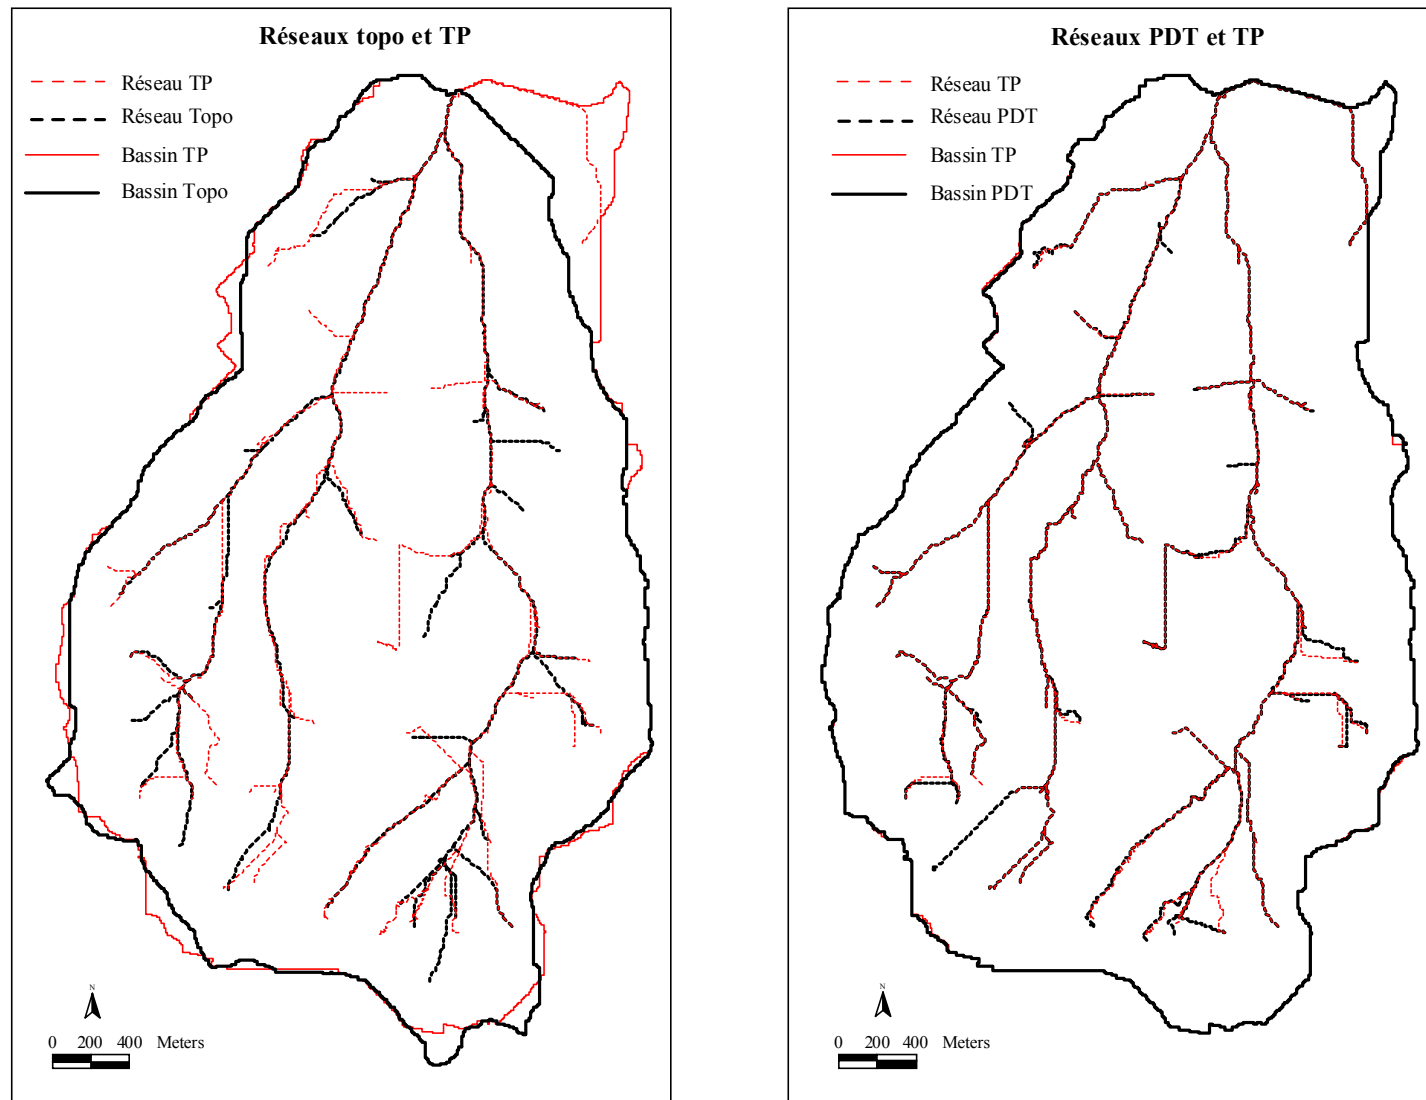 Réseaux topo et TP
Réseau TP
Réseau Topo
Bassin TP
Bassin Topo
N
0 200 400 Meters
Réseaux PDT et TP
Réseau TP
Réseau PDT
Bassin TP
Bassin PDT
N
0 200 400 Meters